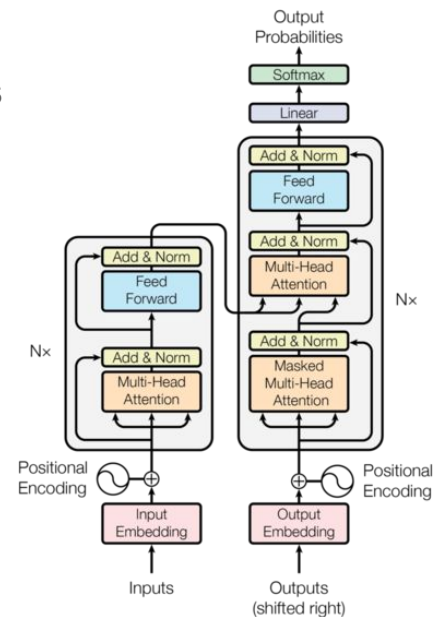 Output
Probabilities
Softmax
Linear
Add & Norm
Feed
Forward
Add & Norm
Multi-Head
Attention
Nx
Add & Norm
Masked
Multi-Head
Attention
Add & Norm
Feed
Forward
Nx
Add & Norm
Multi-Head
Attention
Positional
Encoding
Positional
Encoding
Input
Embedding
Output
Embedding
Inputs
Outputs
(shifted right)